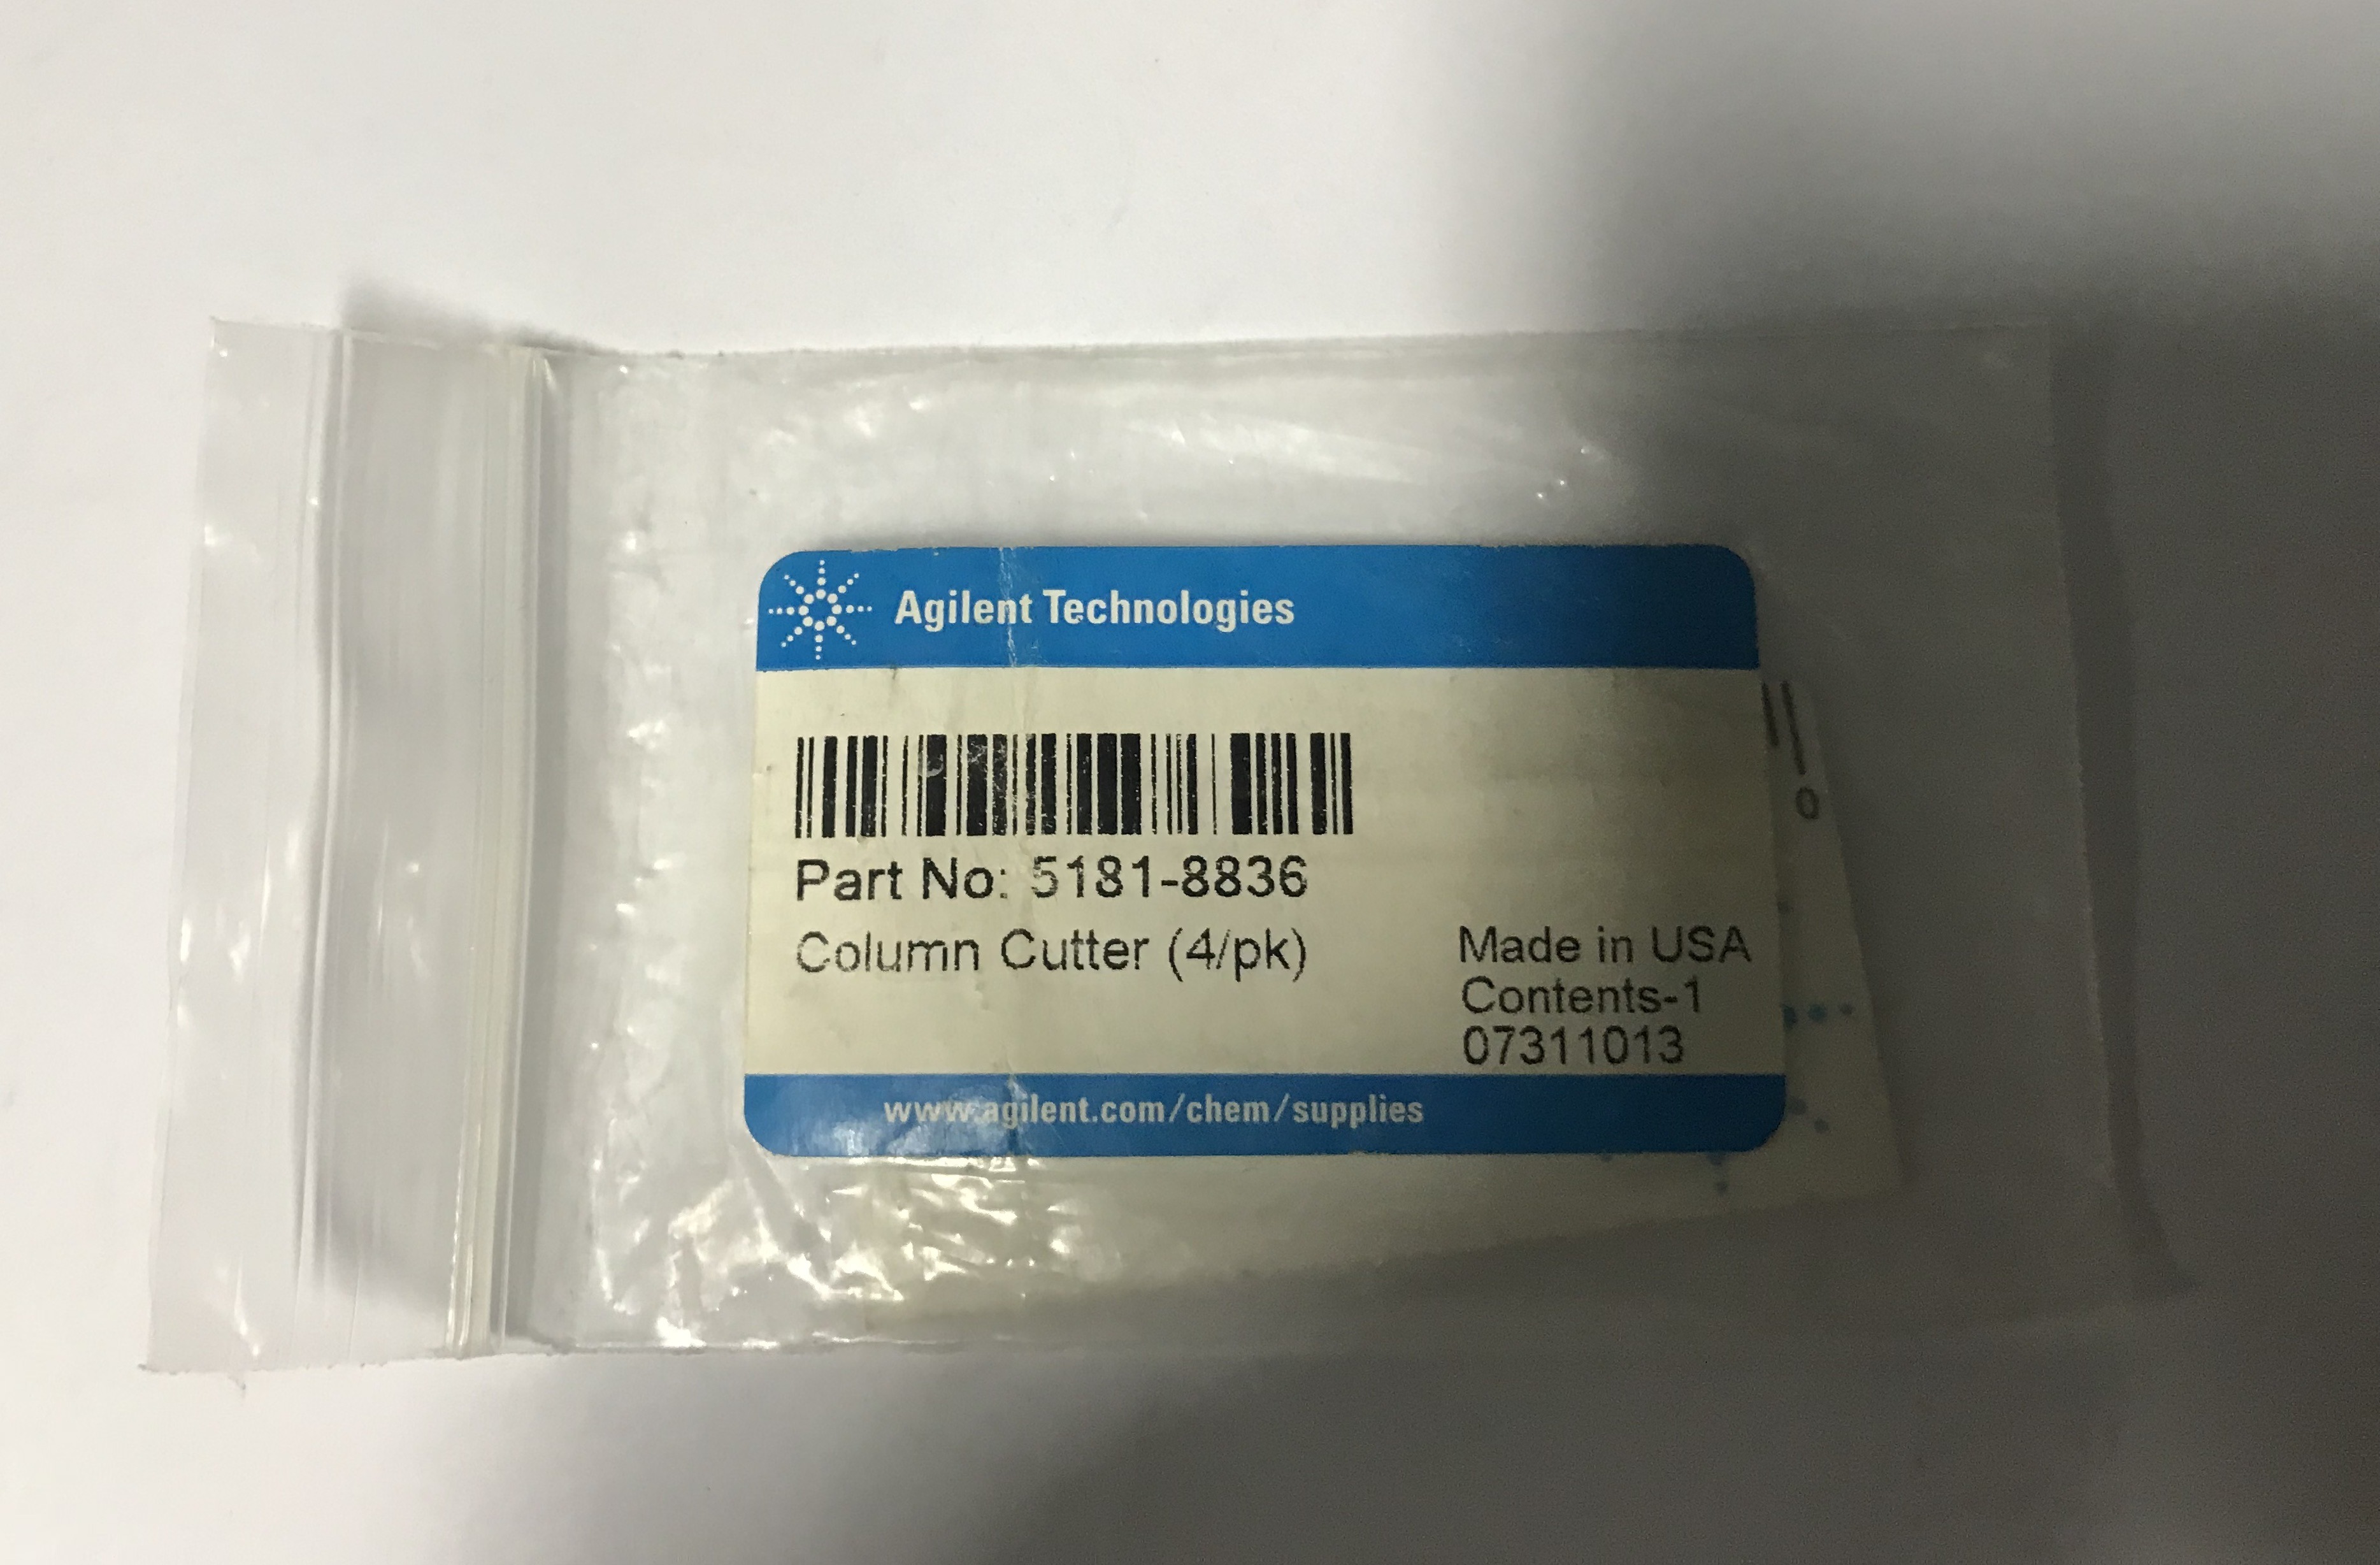 Agilent Technologies
Part No: 5181-8836
Column Cutter (4/pk)
Made in USA
Contents-1
07311013
www.agilent.com/chem/supplies